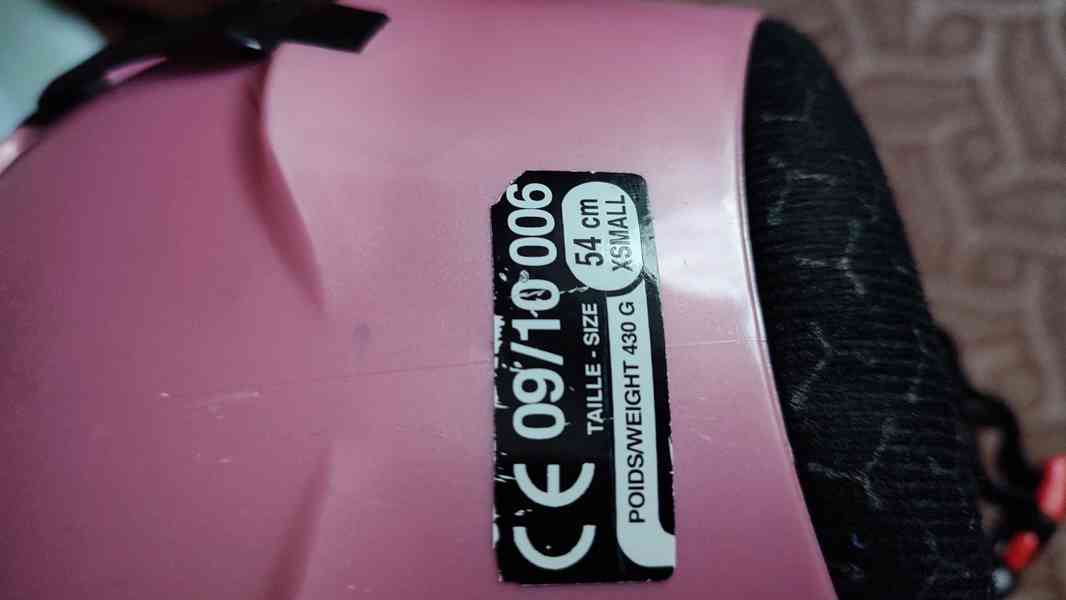 CE 09/10 006
TAILLE - SIZE
54 cm
XSMALL
POIDS/WEIGHT 430 G